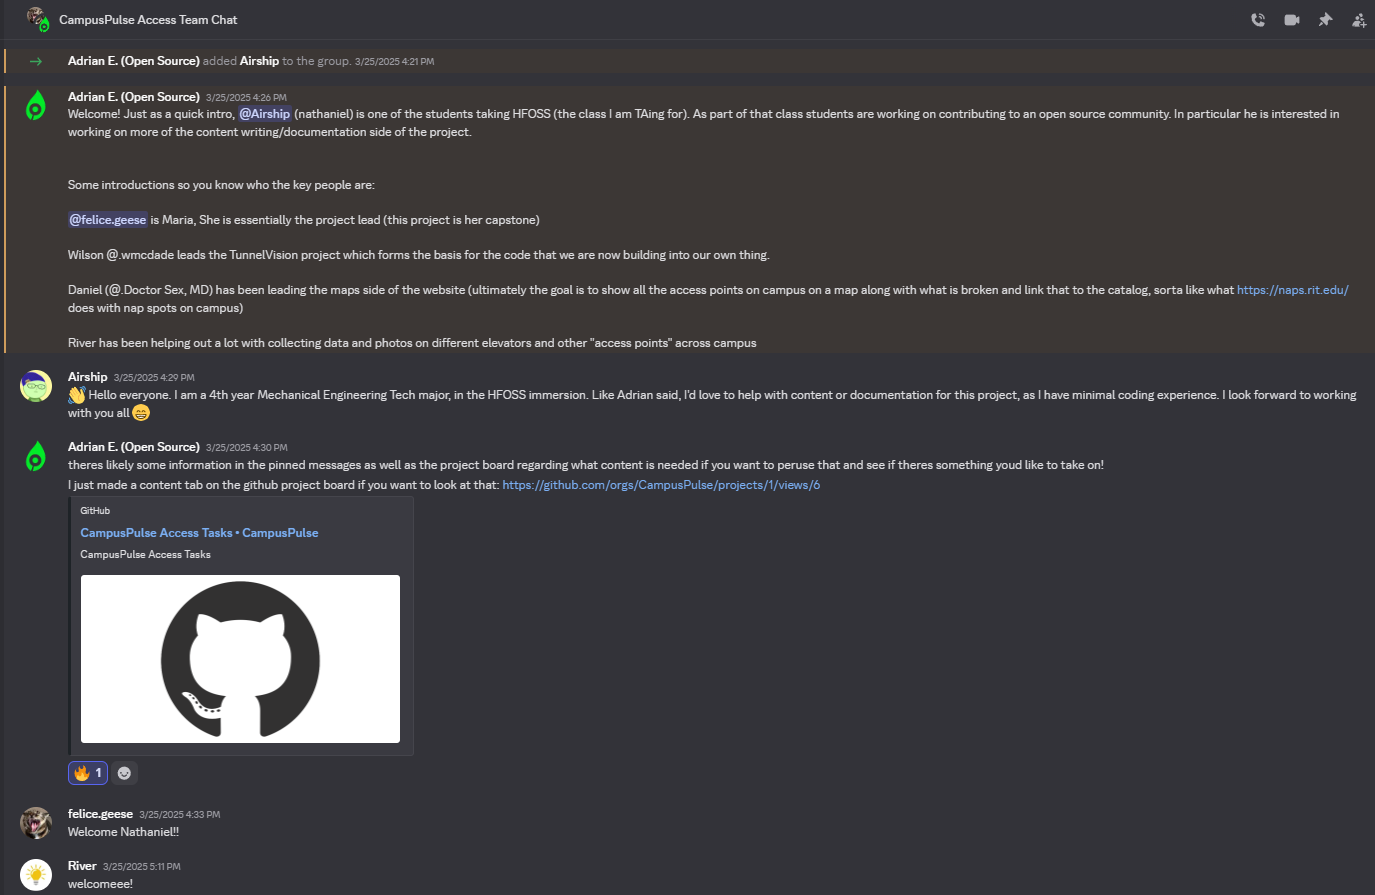 CampusPulse Access Team Chat
Adrian E. (Open Source) added Airship to the group. 3/25/2025 4:21 PM
Adrian E. (Open Source) 3/25/2025 4:26 PM
Welcome! Just as a quick intro, @Airship (nathaniel) is one of the students taking HFOSS (the class I am TAing for). As part of that class students are working on contributing to an open source community. In particular he is interested in
working on more of the content writing/documentation side of the project.
Some introductions so you know who the key people are:
@felice.geese is Maria, She is essentially the project lead (this project is her capstone)
Wilson @.wmcdade leads the TunnelVision project which forms the basis for the code that we are now building into our own thing.
Daniel (@.Doctor Sex, MD) has been leading the maps side of the website (ultimately the goal is to show all the access points on campus on a map along with what is broken and link that to the catalog, sorta like what https://naps.rit.edu/
does with nap spots on campus)
River has been helping out a lot with collecting data and photos on different elevators and other "access points" across campus
Airship 3/25/2025 4:29 PM
👋 Hello everyone. I am a 4th year Mechanical Engineering Tech major, in the HFOSS immersion. Like Adrian said, I'd love to help with content or documentation for this project, as I have minimal coding experience. I look forward to working
with you all 😄
Adrian E. (Open Source) 3/25/2025 4:30 PM
theres likely some information in the pinned messages as well as the project board regarding what content is needed if you want to peruse that and see if theres something youd like to take on!
I just made a content tab on the github project board if you want to look at that: https://github.com/orgs/CampusPulse/projects/1/views/6
GitHub
CampusPulse Access Tasks • CampusPulse
CampusPulse Access Tasks
🔥 1
felice.geese 3/25/2025 4:33 PM
Welcome Nathaniel!!
River 3/25/2025 5:11 PM
welcomeee!